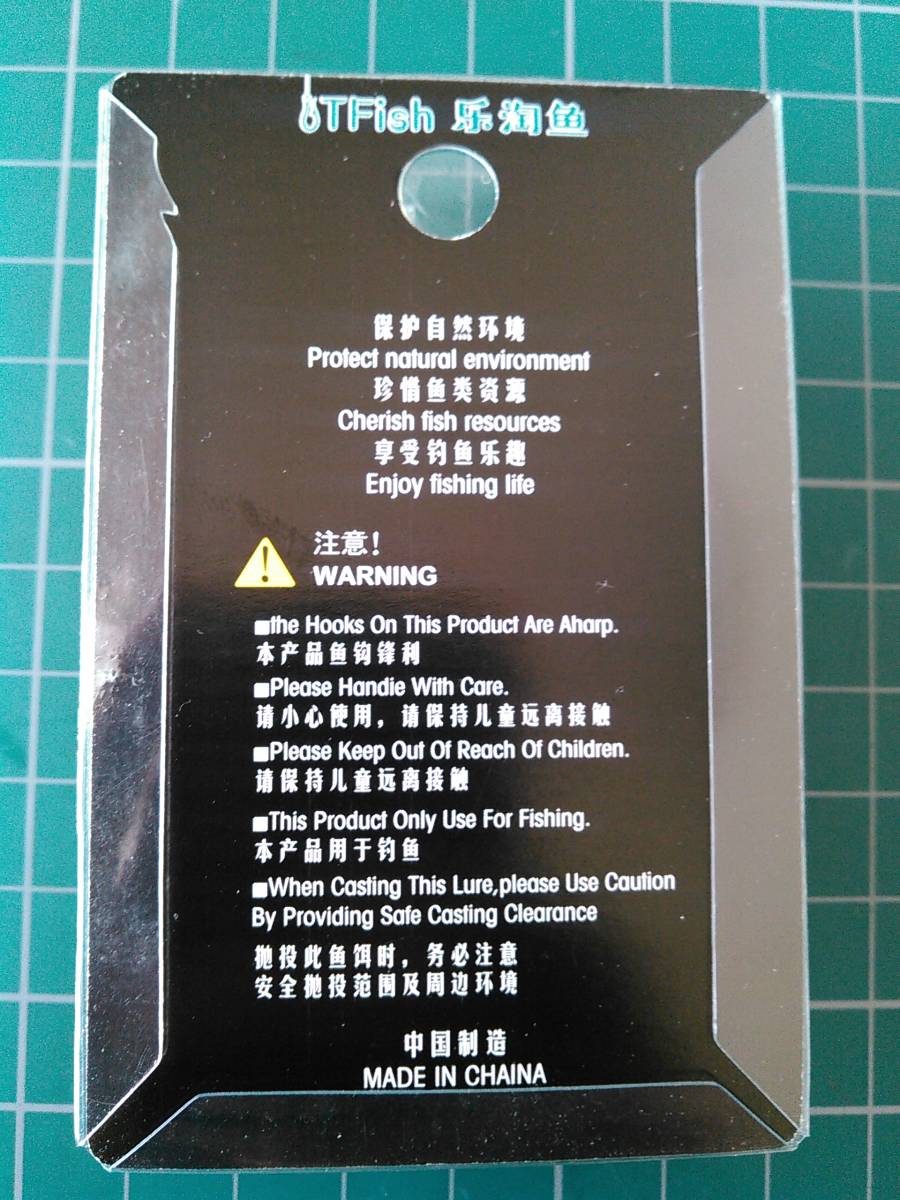 LTFish 乐淘鱼
保护自然环境
Protect natural environment
珍惜鱼类资源
Cherish fish resources
享受钓鱼乐趣
Enjoy fishing life
注意!
WARNING
■the Hooks On This Product Are Aharp.
本产品鱼钩锋利
■Please Handie With Care.
请小心使用，请保持儿童远离接触
■Please Keep Out Of Reach Of Children.
请保持儿童远离接触
■This Product Only Use For Fishing.
本产品用于钓鱼
■When Casting This Lure,please Use Caution
By Providing Safe Casting Clearance
抛投此鱼饵时，务必注意
安全抛投范围及周边环境
中国制造
MADE IN CHAINA